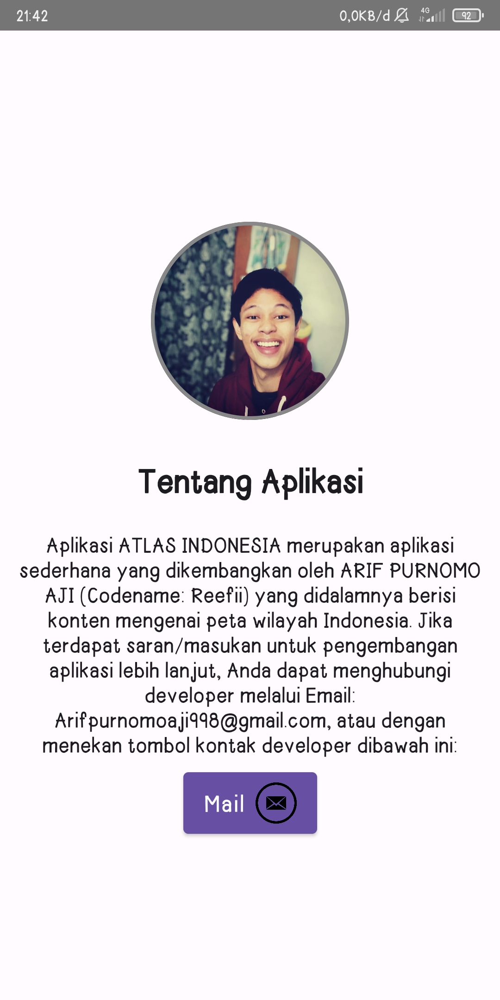 21:42
0,0KB/d 4G 92
Tentang Aplikasi
Aplikasi ATLAS INDONESIA merupakan aplikasi
sederhana yang dikembangkan oleh ARIF PURNOMO
AJI (Codename: Reefii) yang didalamnya berisi
konten mengenai peta wilayah Indonesia. Jika
terdapat saran/masukan untuk pengembangan
aplikasi lebih lanjut, Anda dapat menghubungi
developer melalui Email:
Arifpurnomoaji998@gmail.com, atau dengan
menekan tombol kontak developer dibawah ini:
Mail